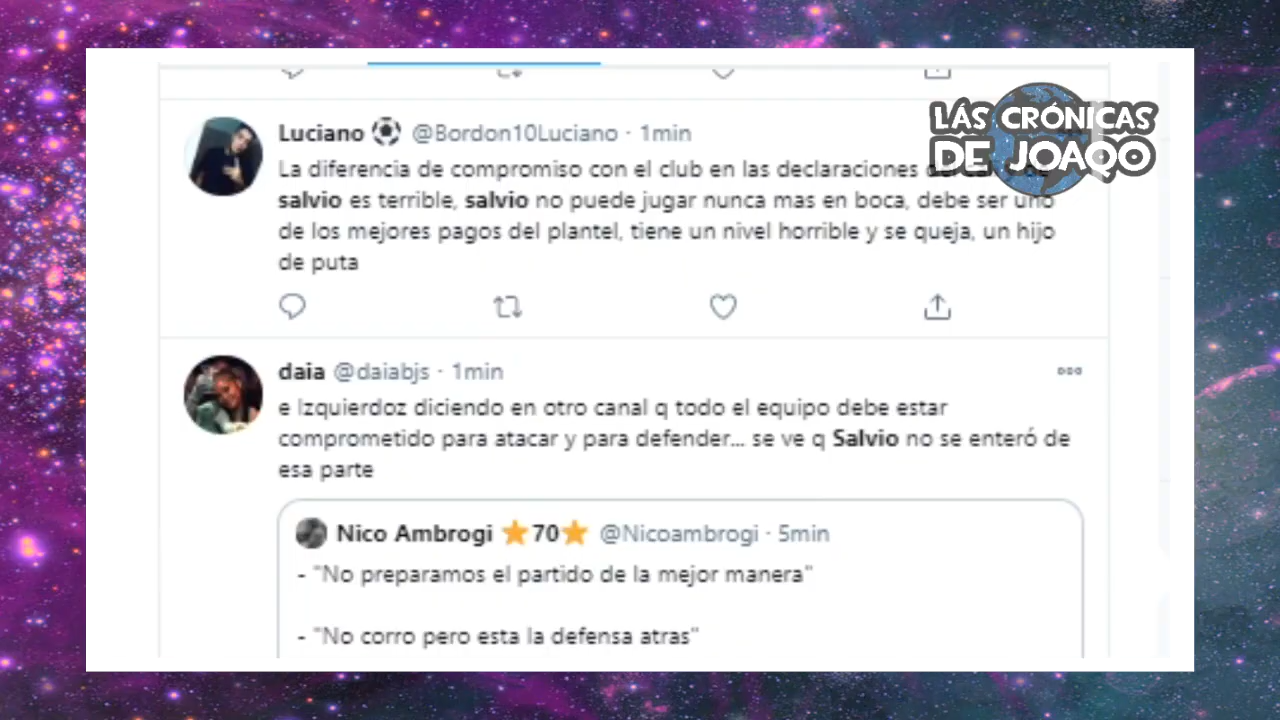 LÁS CRÓNICAS
DE JOAQO
Luciano ⚽ @Bordon10Luciano · 1min
La diferencia de compromiso con el club en las declaraciones
salvio es terrible, salvio no puede jugar nunca mas en boca, debe ser uno
de los mejores pagos del plantel, tiene un nivel horrible y se queja, un hijo
de puta
daia @daiabjs · 1min
e Izquierdoz diciendo en otro canal q todo el equipo debe estar
comprometido para atacar y para defender... se ve q Salvio no se enteró de
esa parte
Nico Ambrogi ⭐70⭐ @Nicoambrogi · 5min
- "No preparamos el partido de la mejor manera"
- "No corro pero esta la defensa atras"